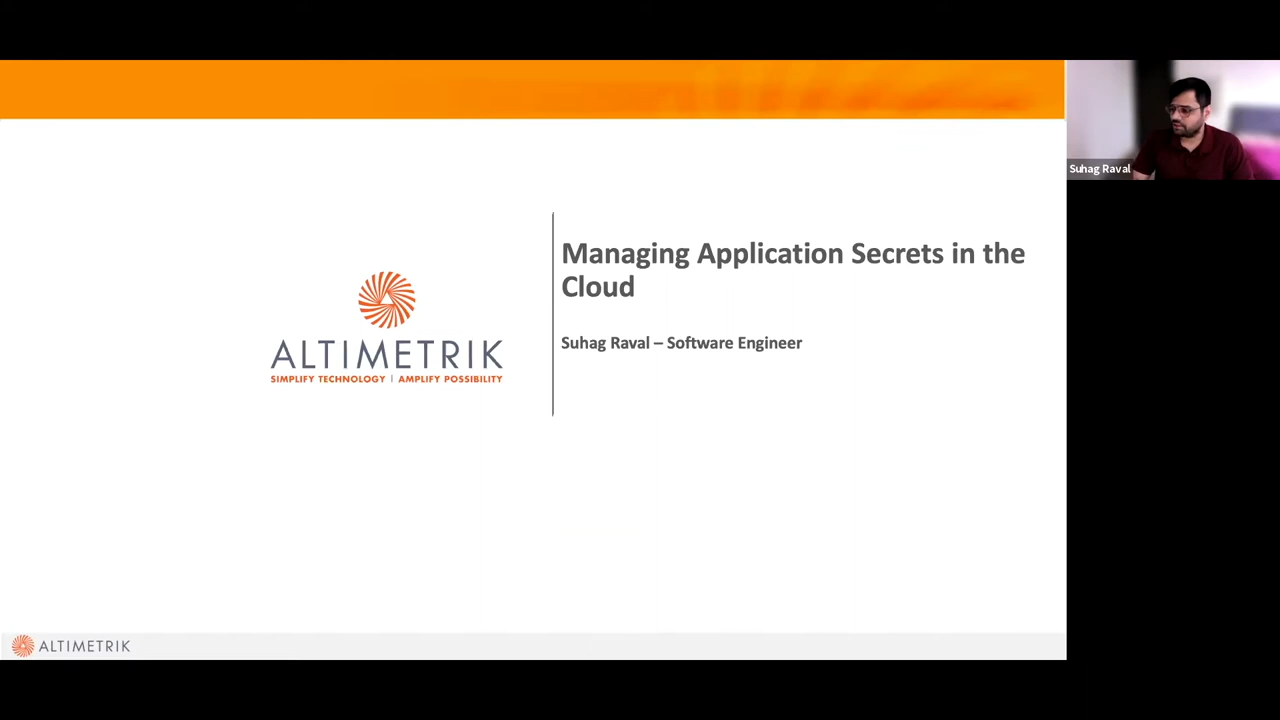 Managing Application Secrets in the
Cloud
Suhag Raval – Software Engineer
ALTIMETRIK
SIMPLIFY TECHNOLOGY | AMPLIFY POSSIBILITY
Suhag Raval
ALTIMETRIK